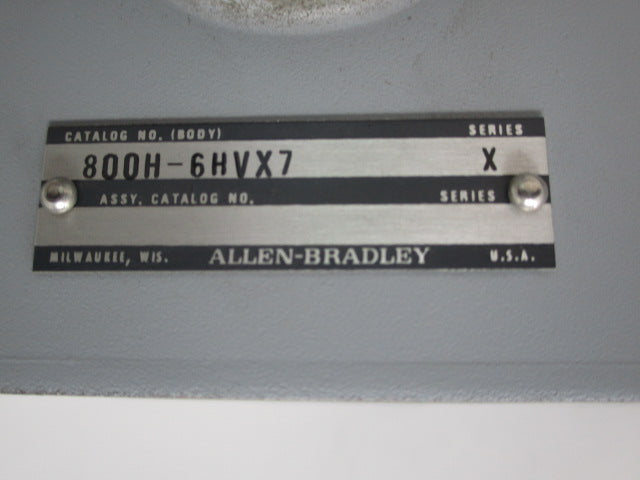 CATALOG NO. (BODY) SERIES
800H-6HVX7 X
ASSY. CATALOG NO. SERIES
MILWAUKEE, WIS. ALLEN-BRADLEY U.S.A.